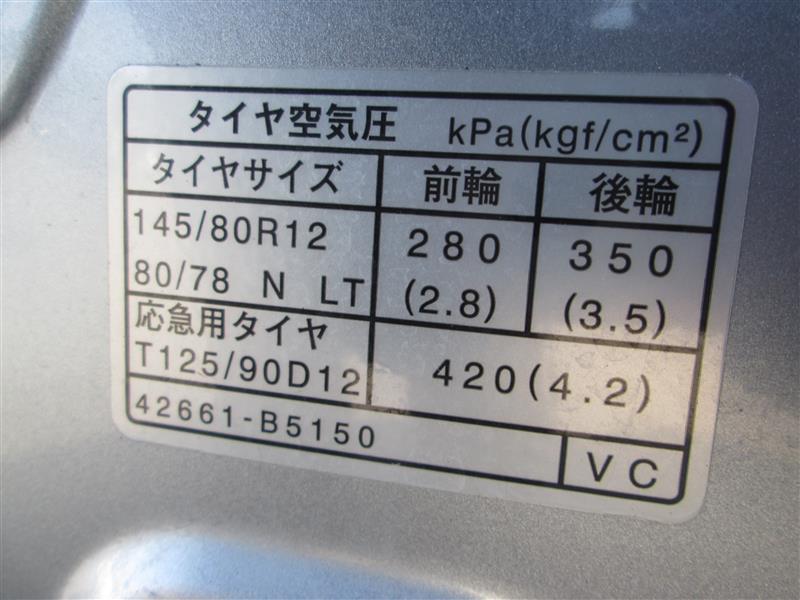 タイヤ空気圧 kPa(kgf/cm²)
タイヤサイズ 前輪 後輪
145/80R12 280 350
80/78 N LT (2.8) (3.5)
応急用タイヤ
T125/90D12 420(4.2)
42661-B5150 VC